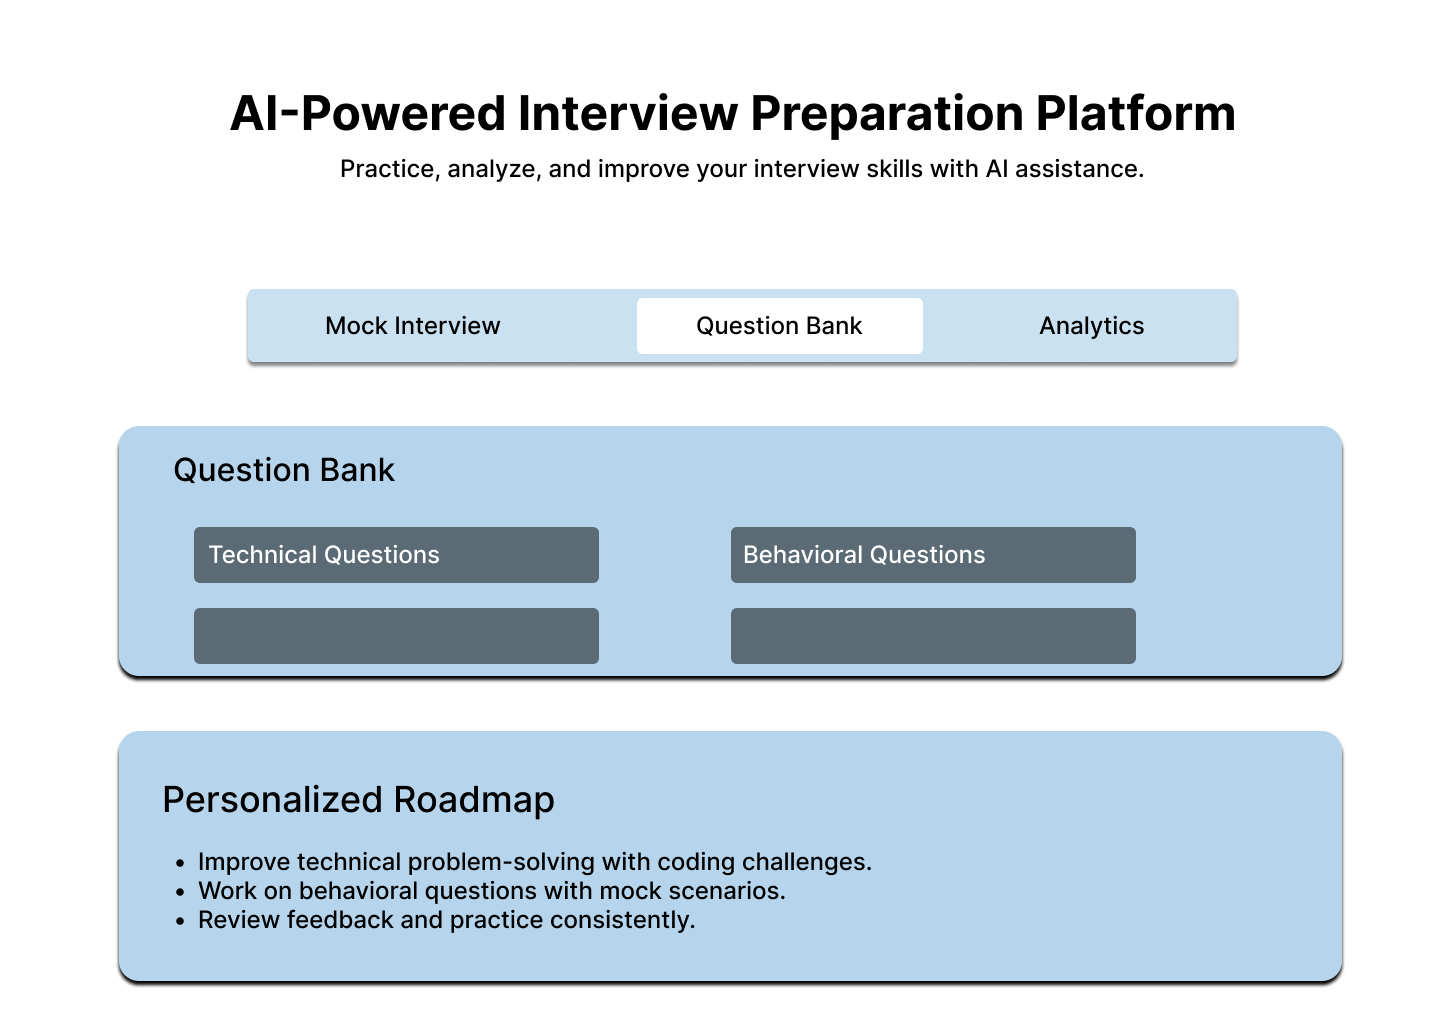 AI-Powered Interview Preparation Platform
Practice, analyze, and improve your interview skills with AI assistance.
Mock Interview
Question Bank
Analytics
Question Bank
Technical Questions
Behavioral Questions
Personalized Roadmap
• Improve technical problem-solving with coding challenges.
• Work on behavioral questions with mock scenarios.
• Review feedback and practice consistently.